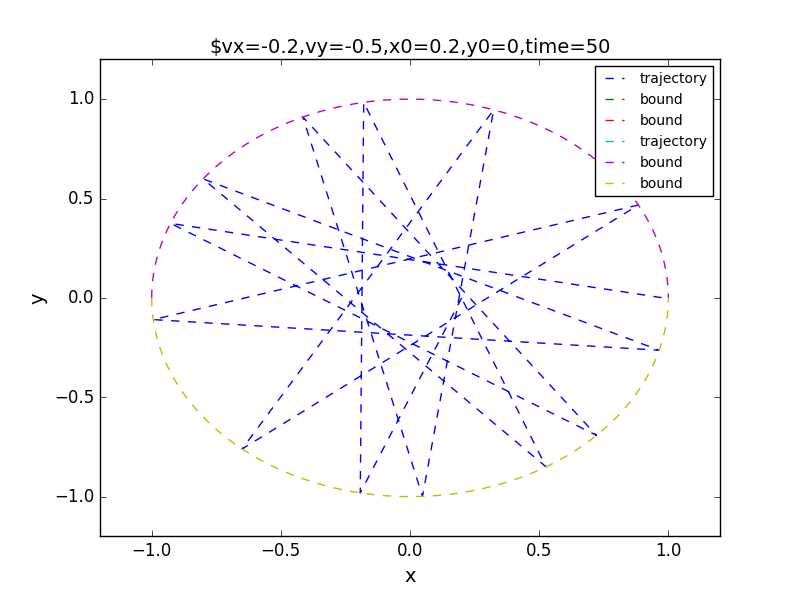 $vx=-0.2,vy=-0.5,x0=0.2,y0=0,time=50
trajectory
bound
bound
trajectory
bound
bound
1.0
0.5
0.0
−0.5
−1.0
y
−1.0 −0.5 0.0 0.5 1.0
x